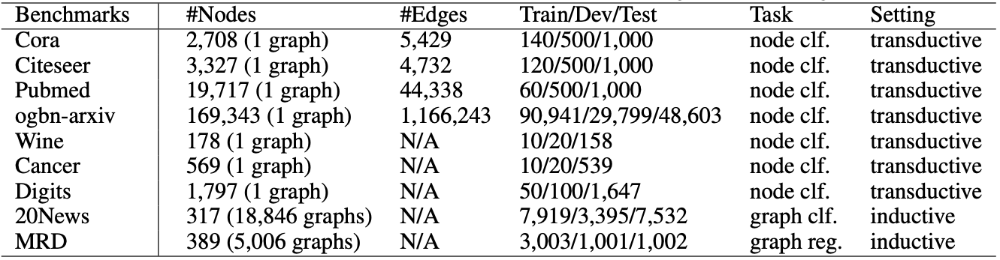 Benchmarks #Nodes #Edges Train/Dev/Test Task Setting
Cora 2,708 (1 graph) 5,429 140/500/1,000 node clf. transductive
Citeseer 3,327 (1 graph) 4,732 120/500/1,000 node clf. transductive
Pubmed 19,717 (1 graph) 44,338 60/500/1,000 node clf. transductive
ogbn-arxiv 169,343 (1 graph) 1,166,243 90,941/29,799/48,603 node clf. transductive
Wine 178 (1 graph) N/A 10/20/158 node clf. transductive
Cancer 569 (1 graph) N/A 10/20/539 node clf. transductive
Digits 1,797 (1 graph) N/A 50/100/1,647 node clf. transductive
20News 317 (18,846 graphs) N/A 7,919/3,395/7,532 graph clf. inductive
MRD 389 (5,006 graphs) N/A 3,003/1,001/1,002 graph reg. inductive